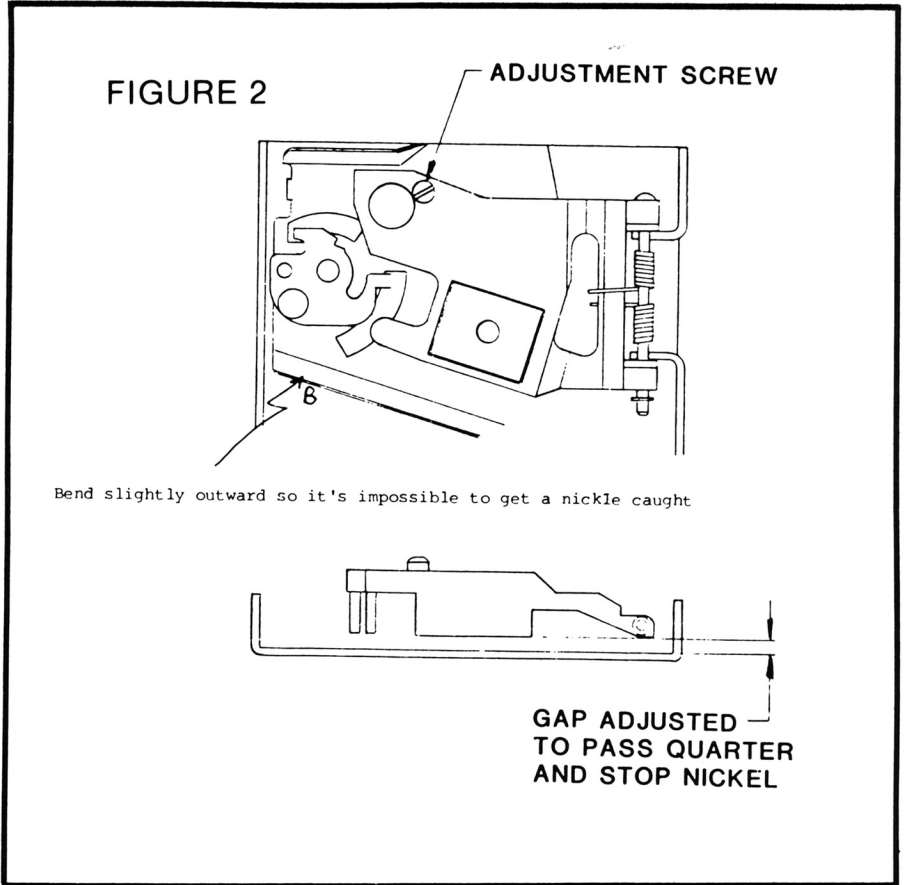 ADJUSTMENT SCREW
FIGURE 2
B
Bend slightly outward so it's impossible to get a nickle caught
GAP ADJUSTED
TO PASS QUARTER
AND STOP NICKEL